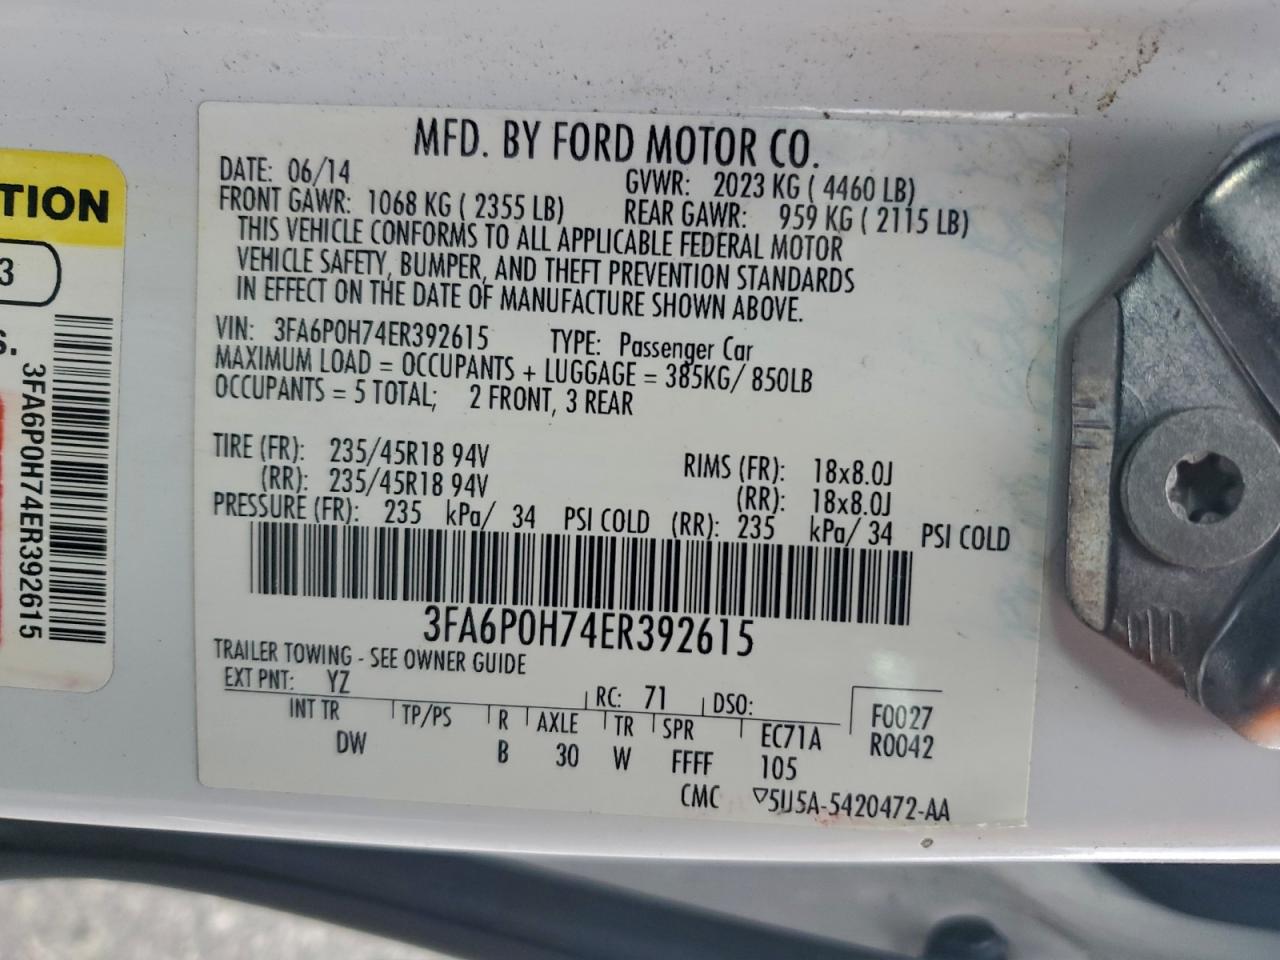 MFD. BY FORD MOTOR CO.
DATE: 06/14 GVWR: 2023 KG ( 4460 LB)
FRONT GAWR: 1068 KG ( 2355 LB) REAR GAWR: 959 KG ( 2115 LB)
THIS VEHICLE CONFORMS TO ALL APPLICABLE FEDERAL MOTOR
VEHICLE SAFETY, BUMPER, AND THEFT PREVENTION STANDARDS
IN EFFECT ON THE DATE OF MANUFACTURE SHOWN ABOVE.
VIN: 3FA6P0H74ER392615 TYPE: Passenger Car
MAXIMUM LOAD = OCCUPANTS + LUGGAGE = 385KG/ 850LB
OCCUPANTS = 5 TOTAL; 2 FRONT, 3 REAR
TIRE (FR): 235/45R18 94V RIMS (FR): 18x8.0J
(RR): 235/45R18 94V (RR): 18x8.0J
PRESSURE (FR): 235 kPa/ 34 PSI COLD (RR): 235 kPa/ 34 PSI COLD
3FA6P0H74ER392615
TRAILER TOWING - SEE OWNER GUIDE
EXT PNT: YZ RC: 71 DSO:
INT TR TP/PS R AXLE TR SPR EC71A F0027
DW B 30 W FFFF 105 R0042
CMC ▽5U5A-5420472-AA
TION
3
S.
3FA6P0H74ER392615